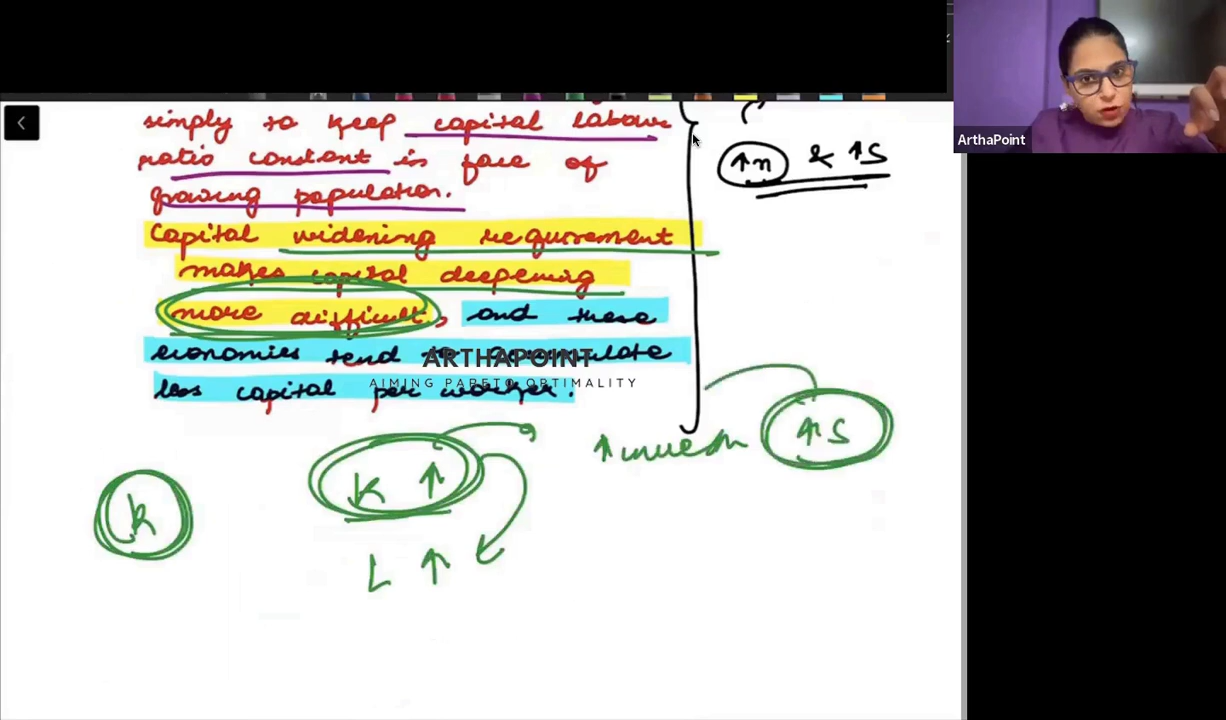 simply to keep capital labour
ratio constant in face of
growing population.
Capital widening requirement
makes capital deepening
more difficult, and these
economies tend to accumulate
less capital per worker.
↑n & ↑S
ARTHAPOINT
AIMING PARETO OPTIMALITY
K ↑
L ↑
k
↑ S
ArthaPoint